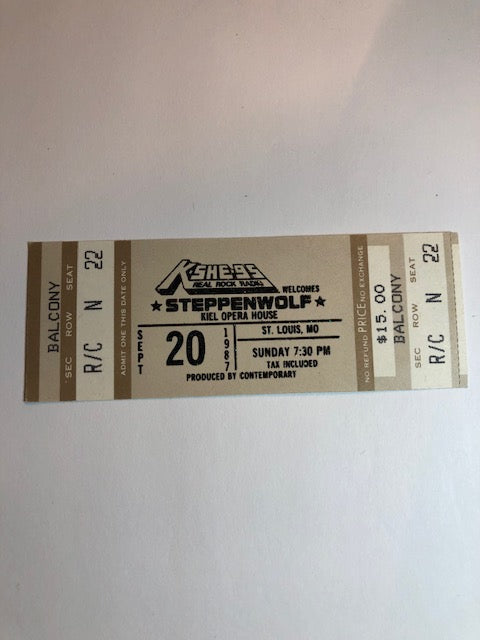 BALCONY
SEC ROW SEAT
R/C N 22
ADMIT ONE THIS DATE ONLY
KSHE-95
REAL ROCK RADIO
WELCOMES
★ STEPPENWOLF ★
KIEL OPERA HOUSE
SEPT 20 1987
ST. LOUIS, MO
SUNDAY 7:30 PM
TAX INCLUDED
PRODUCED BY CONTEMPORARY
NO REFUND PRICE NO EXCHANGE
$15.00
BALCONY
SEC ROW SEAT
R/C N 22